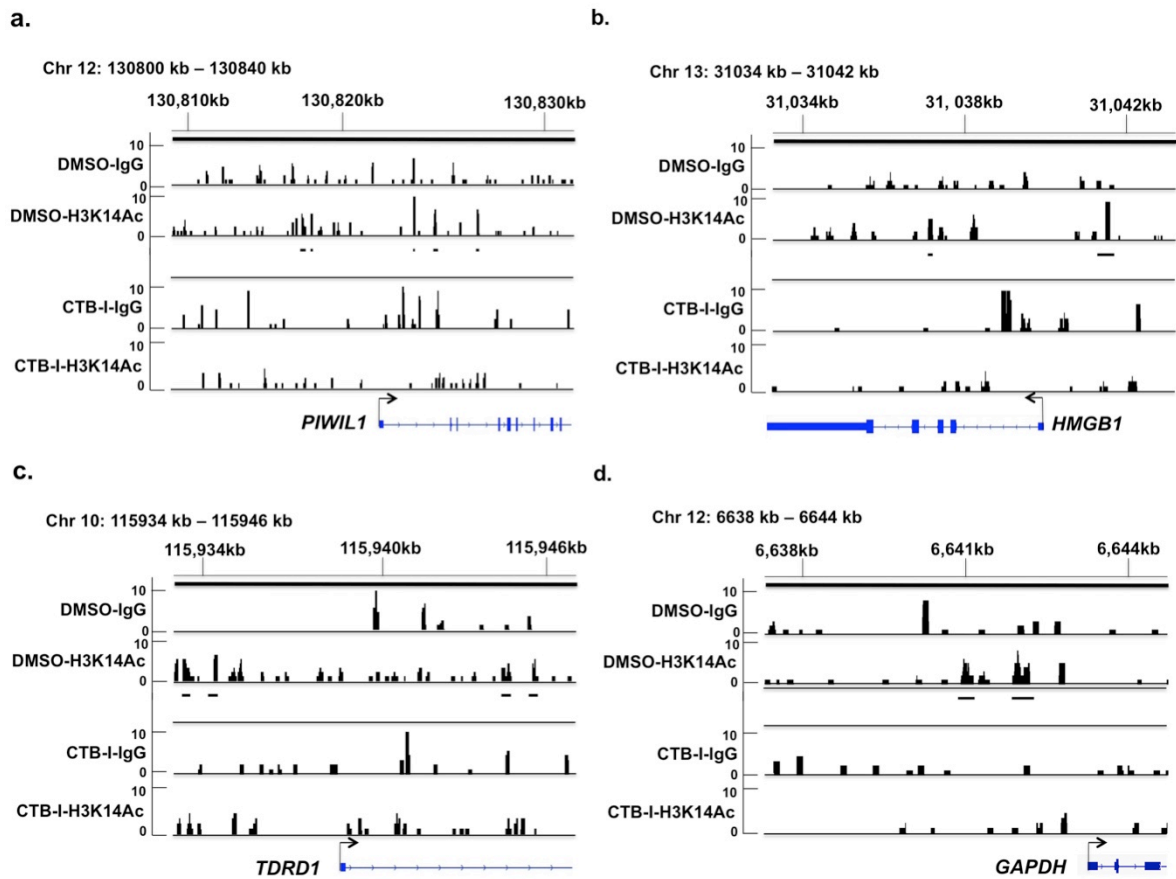 a.
Chr 12: 130800 kb – 130840 kb
130,810kb 130,820kb 130,830kb
10
DMSO-IgG
0
10
DMSO-H3K14Ac
0
10
CTB-I-IgG
0
10
CTB-I-H3K14Ac
0
PIWIL1
b.
Chr 13: 31034 kb – 31042 kb
31,034kb 31, 038kb 31,042kb
10
DMSO-IgG
0
10
DMSO-H3K14Ac
0
10
CTB-I-IgG
0
10
CTB-I-H3K14Ac
0
HMGB1
c.
Chr 10: 115934 kb – 115946 kb
115,934kb 115,940kb 115,946kb
10
DMSO-IgG
0
10
DMSO-H3K14Ac
0
10
CTB-I-IgG
0
10
CTB-I-H3K14Ac
0
TDRD1
d.
Chr 12: 6638 kb – 6644 kb
6,638kb 6,641kb 6,644kb
10
DMSO-IgG
0
10
DMSO-H3K14Ac
0
10
CTB-I-IgG
0
10
CTB-I-H3K14Ac
0
GAPDH